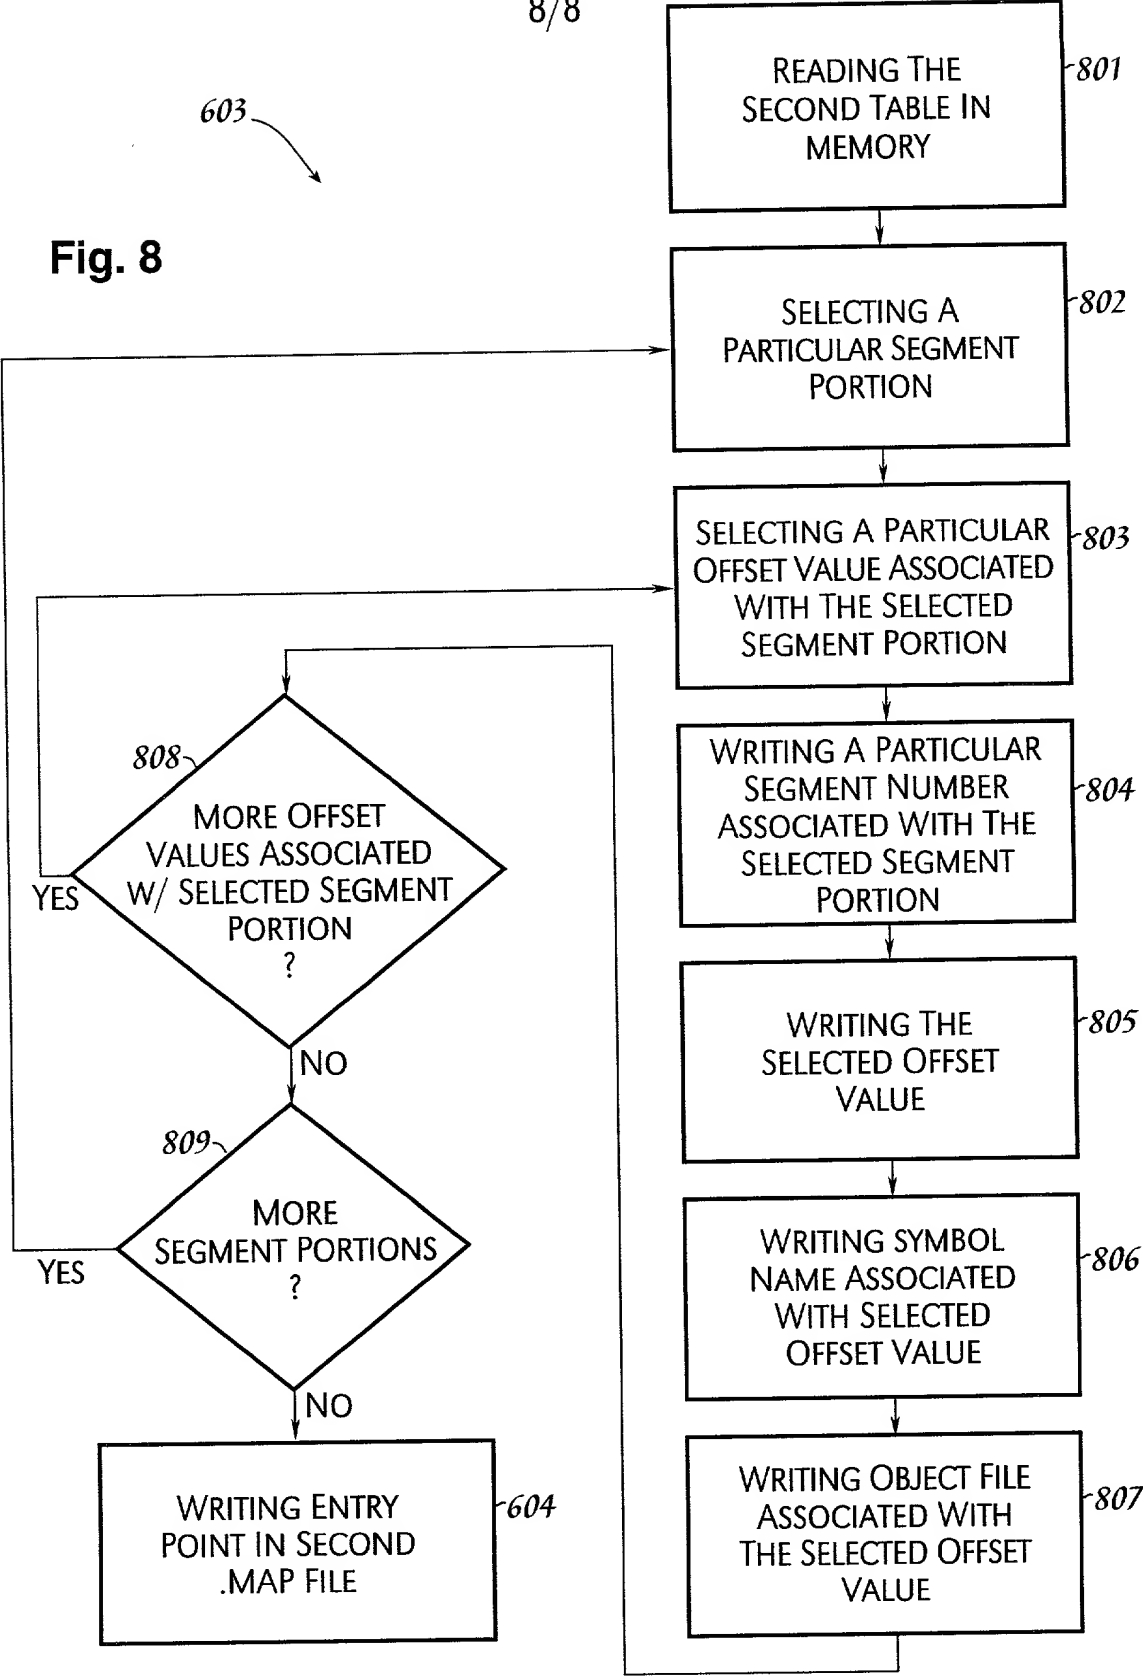 8/8
603
Fig. 8
READING THE
SECOND TABLE IN
MEMORY
801
SELECTING A
PARTICULAR SEGMENT
PORTION
802
SELECTING A PARTICULAR
OFFSET VALUE ASSOCIATED
WITH THE SELECTED
SEGMENT PORTION
803
WRITING A PARTICULAR
SEGMENT NUMBER
ASSOCIATED WITH THE
SELECTED SEGMENT
PORTION
804
WRITING THE
SELECTED OFFSET
VALUE
805
WRITING SYMBOL
NAME ASSOCIATED
WITH SELECTED
OFFSET VALUE
806
WRITING OBJECT FILE
ASSOCIATED WITH
THE SELECTED OFFSET
VALUE
807
808
MORE OFFSET
VALUES ASSOCIATED
W/ SELECTED SEGMENT
PORTION
?
YES
NO
809
MORE
SEGMENT PORTIONS
?
YES
NO
WRITING ENTRY
POINT IN SECOND
.MAP FILE
604